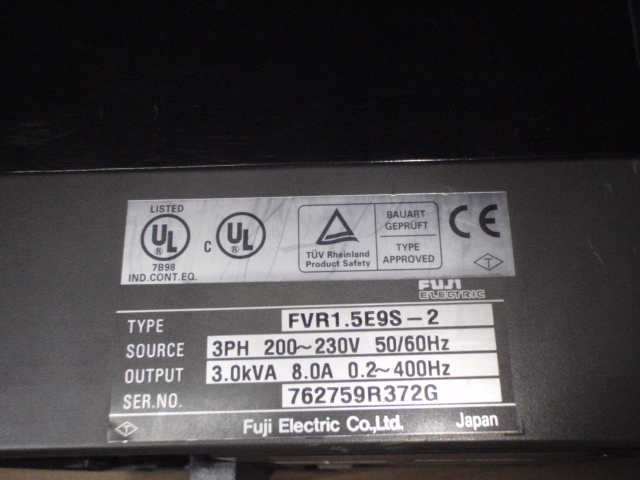 LISTED
UL
®
7B98
IND.CONT.EQ.
C UL
®
TÜV Rheinland
Product Safety
BAUART
GEPRÜFT
TYPE
APPROVED
CE
T
FUJI
ELECTRIC
TYPE FVR1.5E9S-2
SOURCE 3PH 200~230V 50/60Hz
OUTPUT 3.0kVA 8.0A 0.2~400Hz
SER.NO. 762759R372G
T Fuji Electric Co.,Ltd. Japan